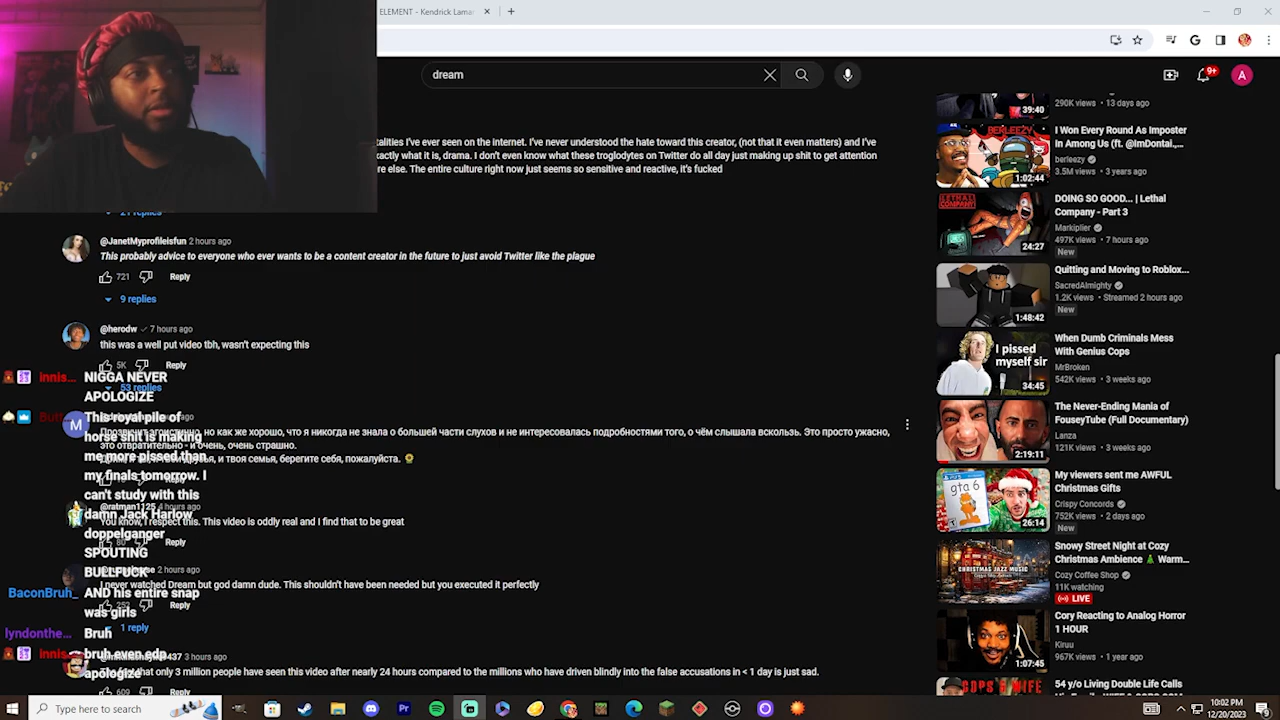 ELEMENT - Kendrick Lama
dream
9+
A
talities I've ever seen on the internet. I've never understood the hate toward this creator, (not that it even matters) and I've
xactly what it is, drama. I don't even know what these troglodytes on Twitter do all day just making up shit to get attention
re else. The entire culture right now just seems so sensitive and reactive, it's fucked
21 replies
@JanetMyprofileisfun 2 hours ago
This probably advice to everyone who ever wants to be a content creator in the future to just avoid Twitter like the plague
721 Reply
9 replies
@herodw 7 hours ago
this was a well put video tbh, wasn't expecting this
5K Reply
53 replies
innis...
NIGGA NEVER
APOLOGIZE
Butt...
This royal pile of
horse shit is making
me more pissed than
my finals tomorrow. I
can't study with this
damn Jack Harlow
doppelganger
SPOUTING
BULLFUCK
BaconBruh_
AND his entire snap
was girls
lyndonthe...
Bruh
innis...
bruh even edp
apologize
M
ago
но как же хорошо, что я никогда не знала о большей части слухов и не интересовалась подробностями того, о чём слышала вскользь. Это просто ужасно,
это отвратительно - и очень, очень страшно.
друзья, и твоя семья, берегите себя, пожалуйста.
@ratman1125 4 hours ago
You know, I respect this. This video is oddly real and I find that to be great
80 Reply
2 hours ago
I never watched Dream but god damn dude. This shouldn't have been needed but you executed it perfectly
252 Reply
1 reply
3 hours ago
that only 3 million people have seen this video after nearly 24 hours compared to the millions who have driven blindly into the false accusations in < 1 day is just sad.
609 Reply
290K views • 13 days ago
39:40
BERLEEZY
1:02:44
I Won Every Round As Imposter
In Among Us (ft. @ImDontai.,...
berleezy
3.5M views • 3 years ago
LETHAL
COMPANY
24:27
DOING SO GOOD... | Lethal
Company - Part 3
Markiplier
497K views • 7 hours ago
New
1:48:42
Quitting and Moving to Roblox...
SacredAlmighty
1.2K views • Streamed 2 hours ago
New
I pissed
myself sir
34:45
When Dumb Criminals Mess
With Genius Cops
MrBroken
542K views • 3 weeks ago
2:19:11
The Never-Ending Mania of
FouseyTube (Full Documentary)
Lanza
121K views • 3 weeks ago
gta 6
26:14
My viewers sent me AWFUL
Christmas Gifts
Crispy Concords
752K views • 2 days ago
New
CHRISTMAS JAZZ MUSIC
Snowy Street Night at Cozy
Christmas Ambience 🎄 Warm...
Cozy Coffee Shop
11K watching
LIVE
1:07:45
Cory Reacting to Analog Horror
1 HOUR
Kiruu
967K views • 1 year ago
COPS & WIFE
54 y/o Living Double Life Calls
Type here to search
Pr
10:02 PM
12/20/2023